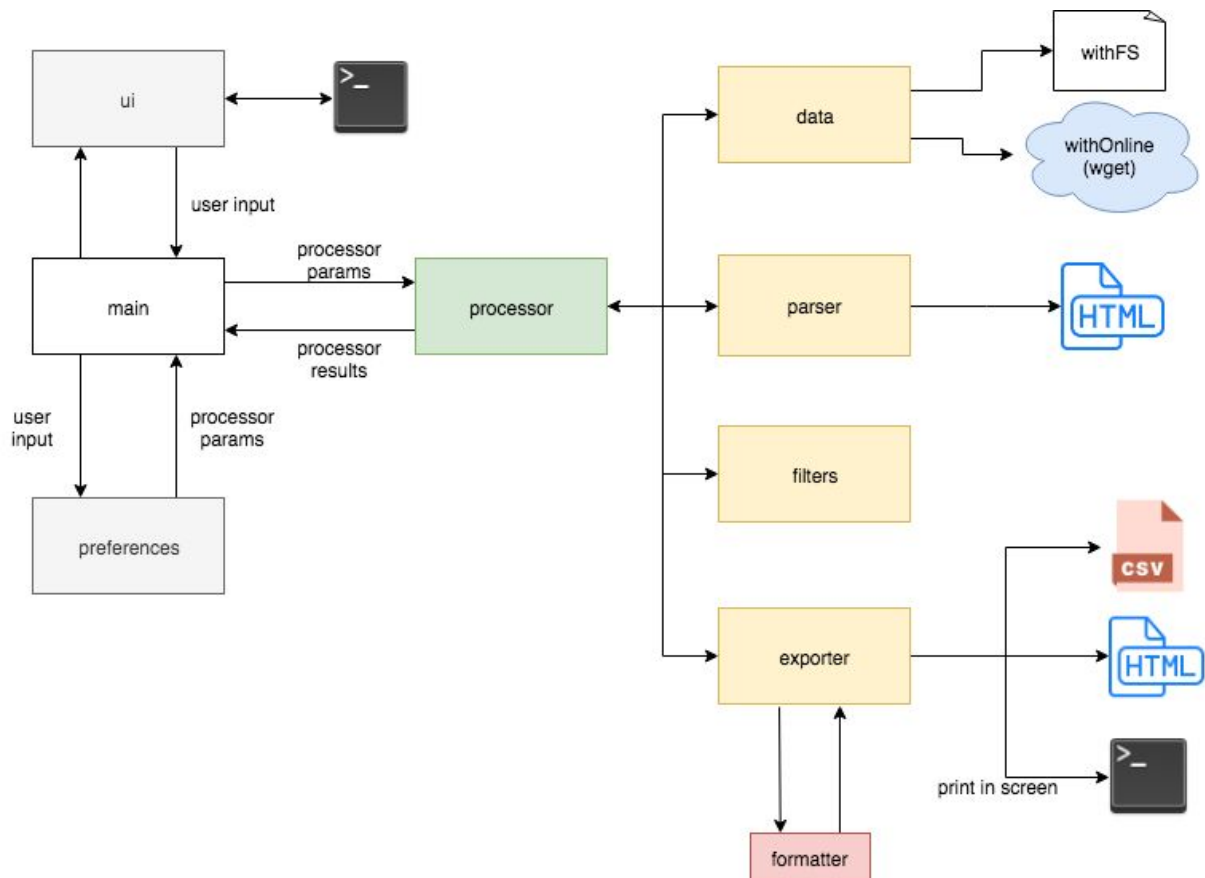 withFS
ui
>_
data
withOnline
(wget)
user input
processor
params
main
processor
parser
HTML
processor
results
user
input
processor
params
filters
preferences
CSV
exporter
HTML
>_
print in screen
formatter